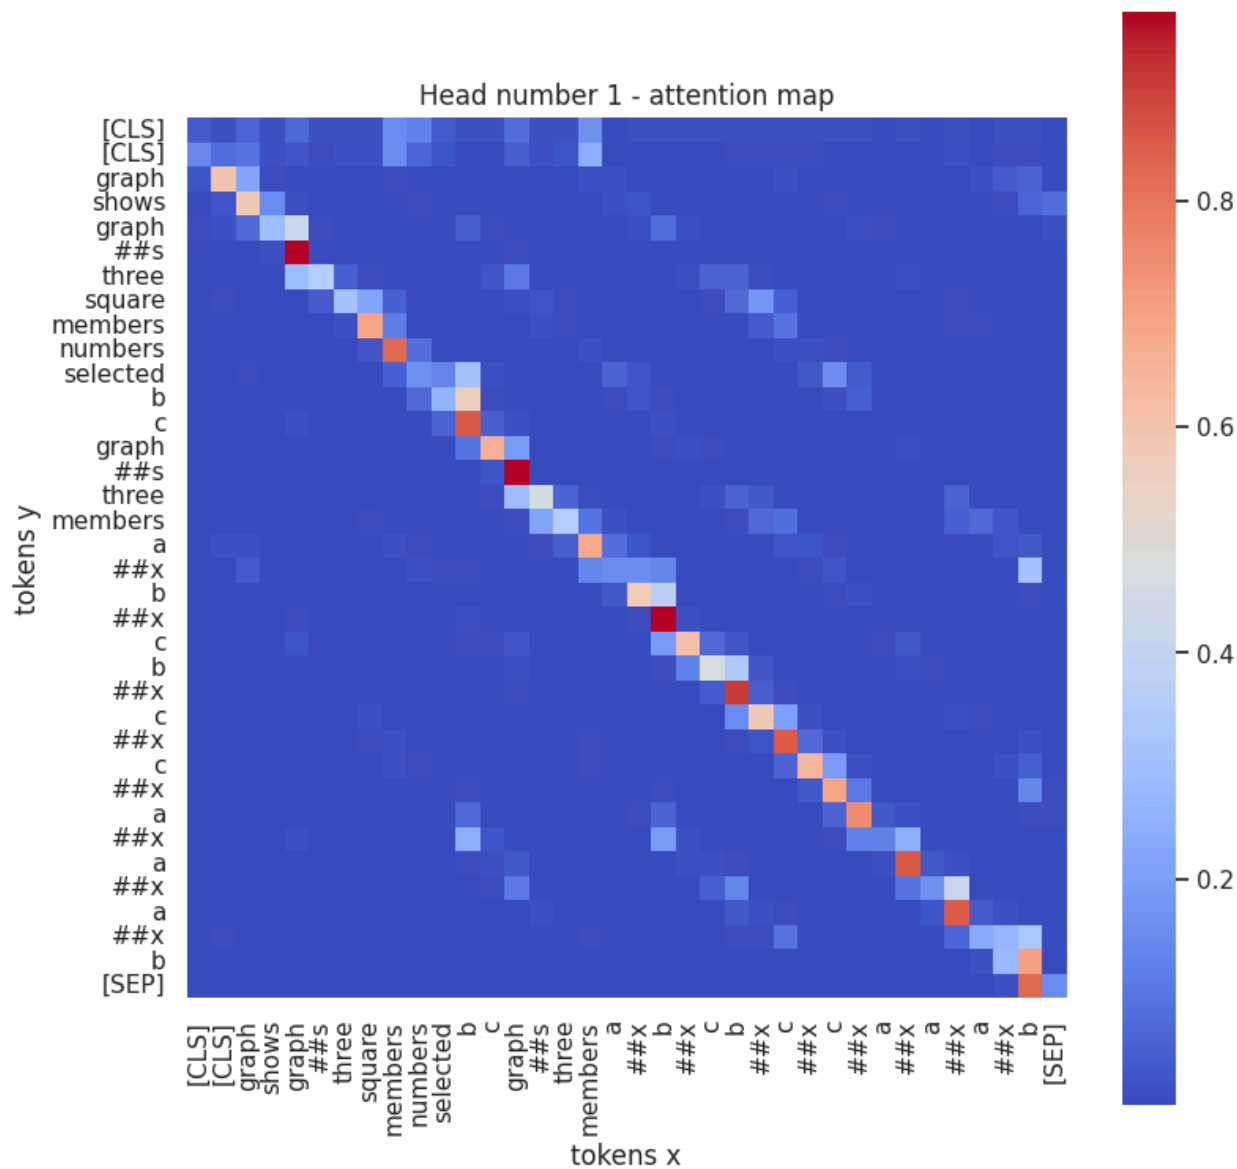 Head number 1 - attention map
[CLS]
[CLS]
graph
shows
graph
##s
three
square
members
numbers
selected
b
c
graph
##s
three
members
a
##x
b
##x
c
b
##x
c
##x
c
##x
a
##x
a
##x
a
##x
b
[SEP]
tokens y
[CLS]
[CLS]
graph
shows
graph
##s
three
square
members
numbers
selected
b
c
graph
##s
three
members
a
##x
b
##x
c
b
##x
c
##x
c
##x
a
##x
a
##x
a
##x
b
[SEP]
tokens x
0.8
0.6
0.4
0.2